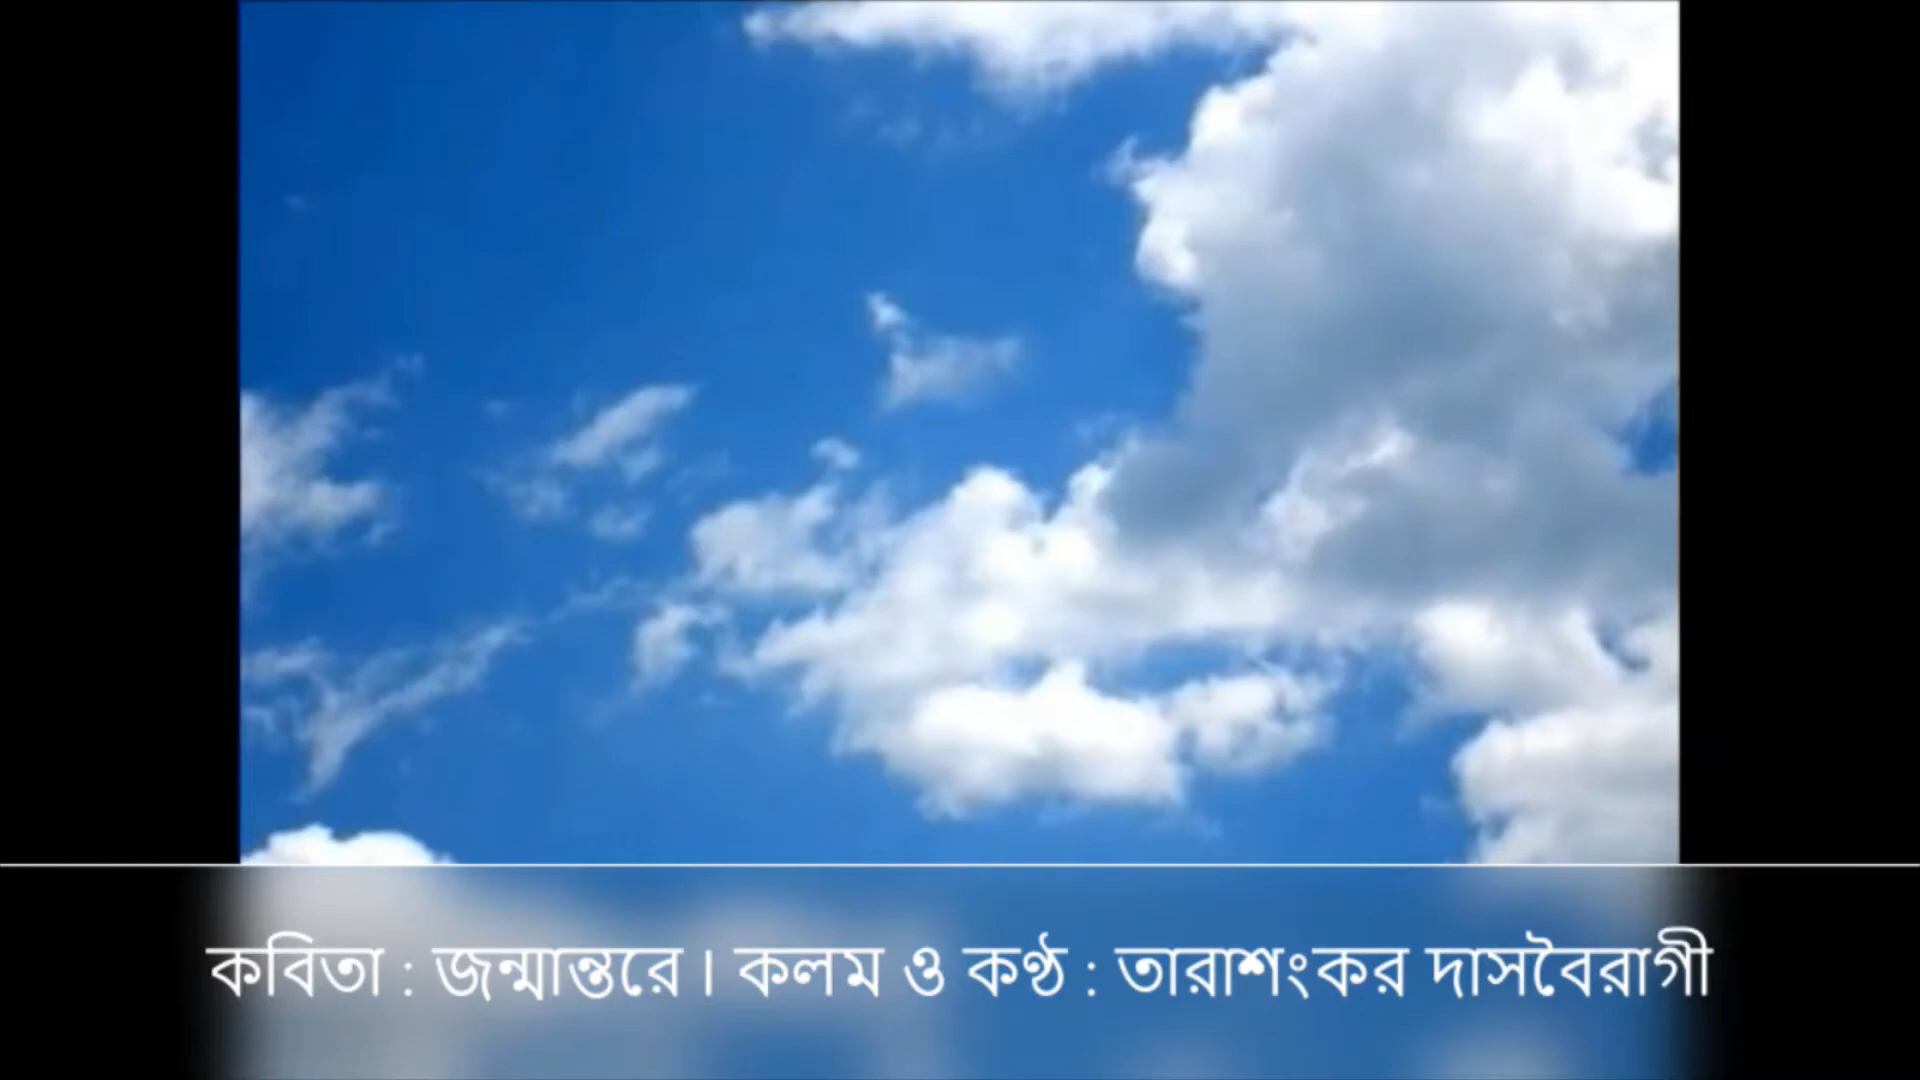 কবিতা : জন্মান্তরে । কলম ও কণ্ঠ : তারাশংকর দাসবৈরাগী